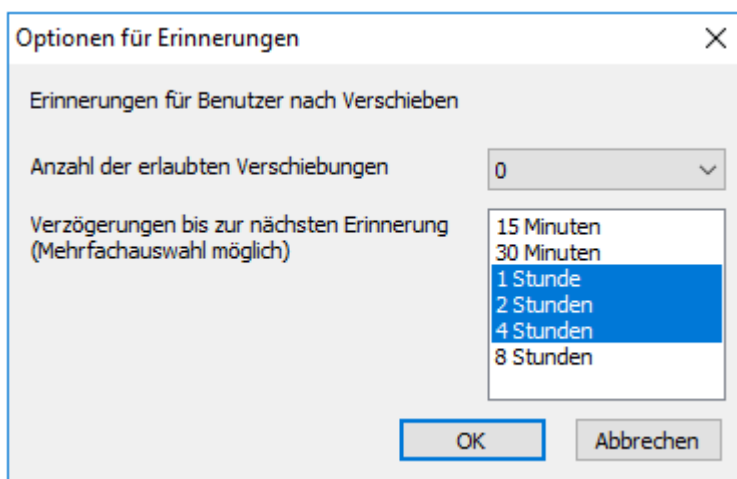 Optionen für Erinnerungen
Erinnerungen für Benutzer nach Verschieben
Anzahl der erlaubten Verschiebungen
0
Verzögerungen bis zur nächsten Erinnerung
(Mehrfachauswahl möglich)
15 Minuten
30 Minuten
1 Stunde
2 Stunden
4 Stunden
8 Stunden
OK
Abbrechen